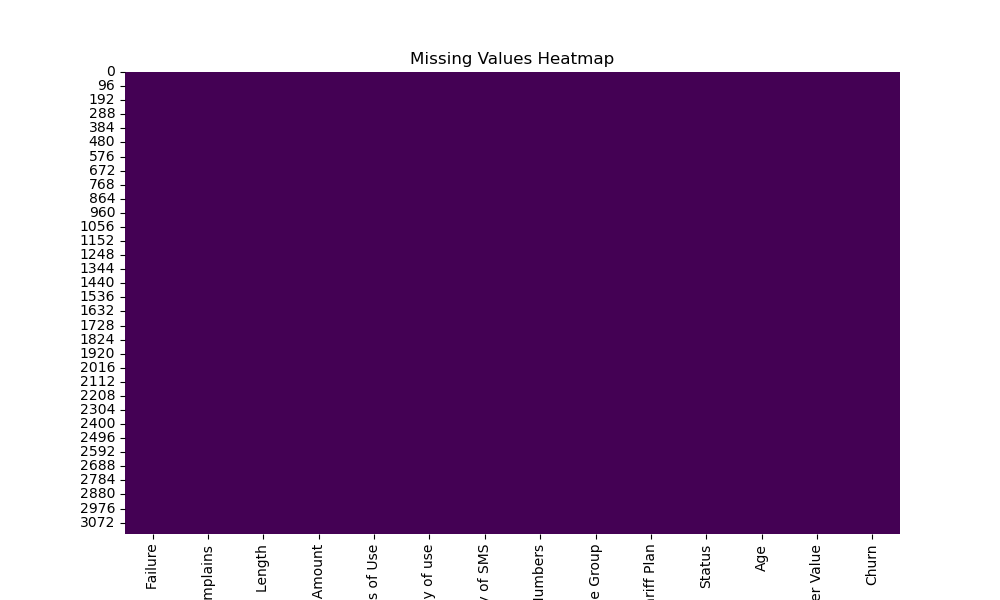 Missing Values Heatmap
0
96
192
288
384
480
576
672
768
864
960
1056
1152
1248
1344
1440
1536
1632
1728
1824
1920
2016
2112
2208
2304
2400
2496
2592
2688
2784
2880
2976
3072
Failure
mplains
Length
Amount
s of Use
y of use
y of SMS
Numbers
e Group
ariff Plan
Status
Age
er Value
Churn